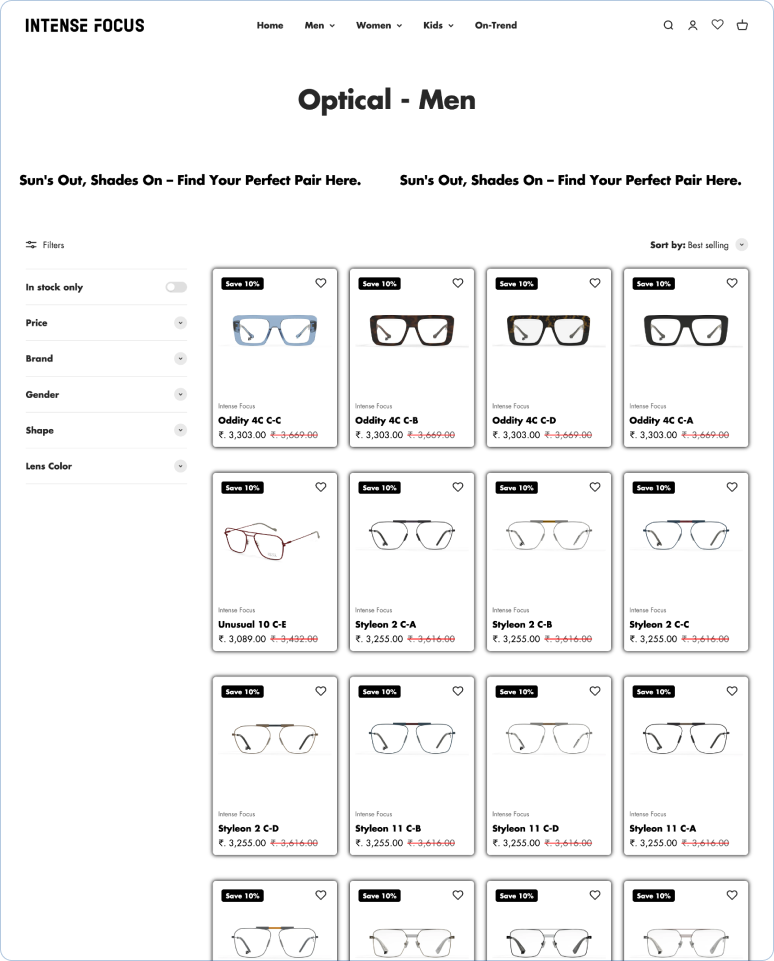 INTENSE FOCUS
Home Men Women Kids On-Trend
Optical - Men
Sun's Out, Shades On – Find Your Perfect Pair Here. Sun's Out, Shades On – Find Your Perfect Pair Here.
Filters
Sort by: Best selling
In stock only
Price
Brand
Gender
Shape
Lens Color
Save 10% Save 10% Save 10% Save 10%
Intense Focus Intense Focus Intense Focus Intense Focus
Oddity 4C C-C Oddity 4C C-B Oddity 4C C-D Oddity 4C C-A
₹. 3,303.00 ₹. 3,669.00 ₹. 3,303.00 ₹. 3,669.00 ₹. 3,303.00 ₹. 3,669.00 ₹. 3,303.00 ₹. 3,669.00
Save 10% Save 10% Save 10% Save 10%
Intense Focus Intense Focus Intense Focus Intense Focus
Unusual 10 C-E Styleon 2 C-A Styleon 2 C-B Styleon 2 C-C
₹. 3,089.00 ₹. 3,432.00 ₹. 3,255.00 ₹. 3,616.00 ₹. 3,255.00 ₹. 3,616.00 ₹. 3,255.00 ₹. 3,616.00
Save 10% Save 10% Save 10% Save 10%
Intense Focus Intense Focus Intense Focus Intense Focus
Styleon 2 C-D Styleon 11 C-B Styleon 11 C-D Styleon 11 C-A
₹. 3,255.00 ₹. 3,616.00 ₹. 3,255.00 ₹. 3,616.00 ₹. 3,255.00 ₹. 3,616.00 ₹. 3,255.00 ₹. 3,616.00
Save 10% Save 10% Save 10% Save 10%